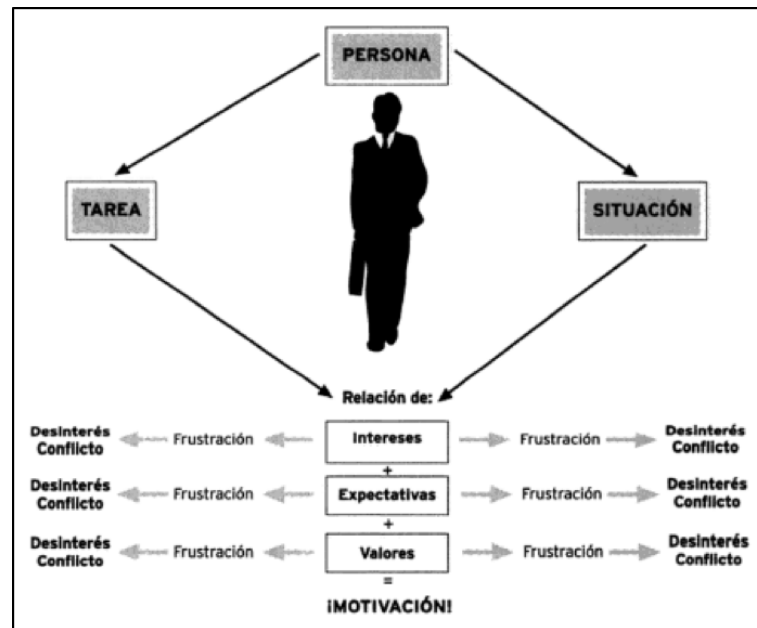 PERSONA
TAREA
SITUACIÓN
Relación de:
Desinterés
Conflicto
Frustración
Intereses
Frustración
Desinterés
Conflicto
+
Desinterés
Conflicto
Frustración
Expectativas
Frustración
Desinterés
Conflicto
+
Desinterés
Conflicto
Frustración
Valores
Frustración
Desinterés
Conflicto
=
¡MOTIVACIÓN!